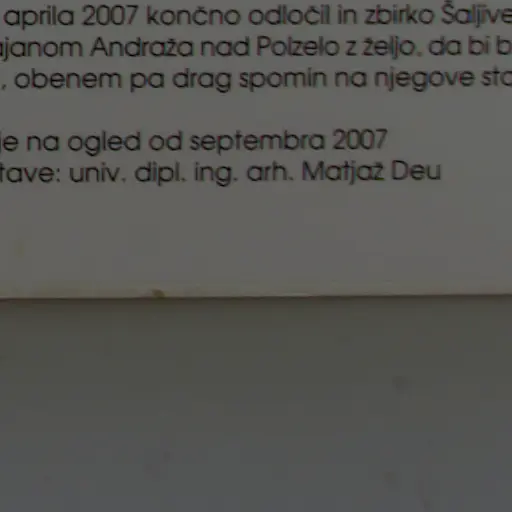 aprila 2007 končno odločil in zbirko Šaljive
janom Andraža nad Polzelo z željo, da bi b
, obenem pa drag spomin na njegove sta
je na ogled od septembra 2007
tave: univ. dipl. ing. arh. Matjaž Deu